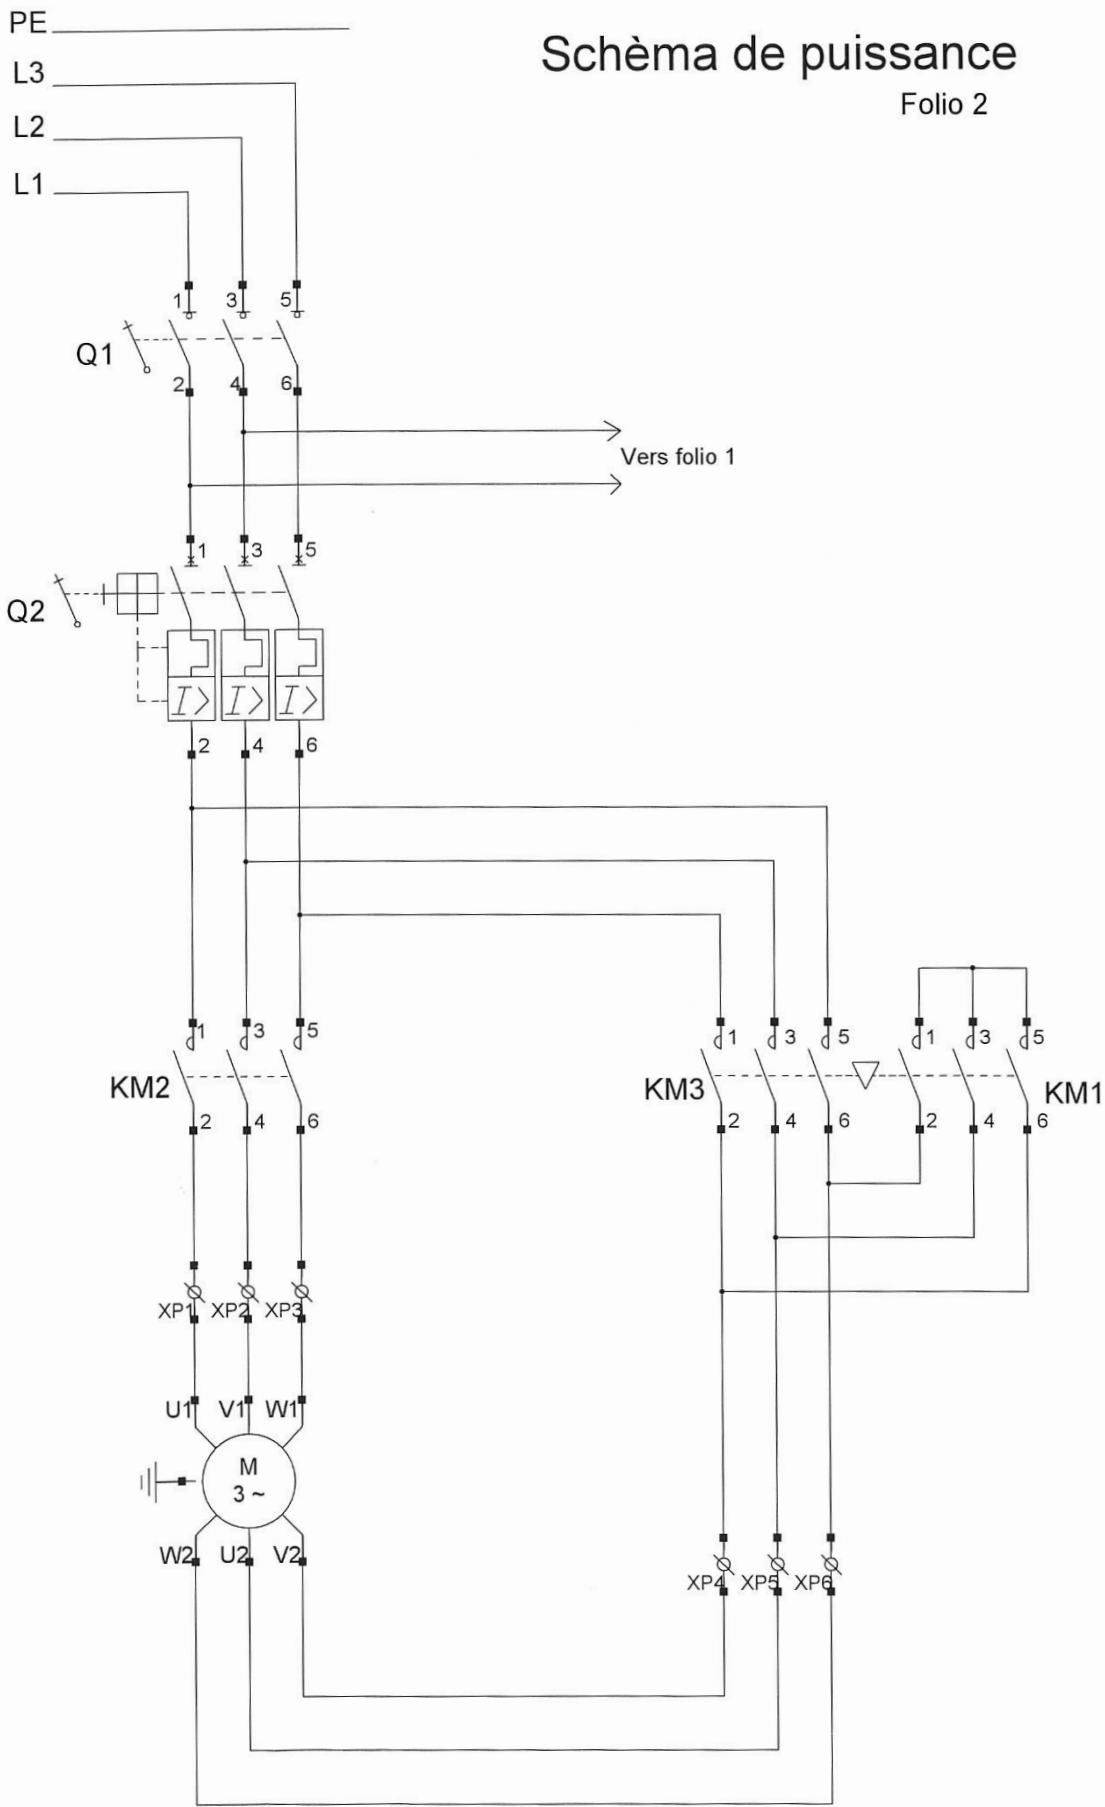 PE
Schèma de puissance
L3
Folio 2
L2
L1
1 3 5
Q1
2 4 6
Vers folio 1
1 3 5
Q2
I> I> I>
2 4 6
1 3 5 1 3 5 1 3 5
KM2 KM3 KM1
2 4 6 2 4 6 2 4 6
XP1 XP2 XP3
U1 V1 W1
M
3 ~
W2 U2 V2
XP4 XP5 XP6